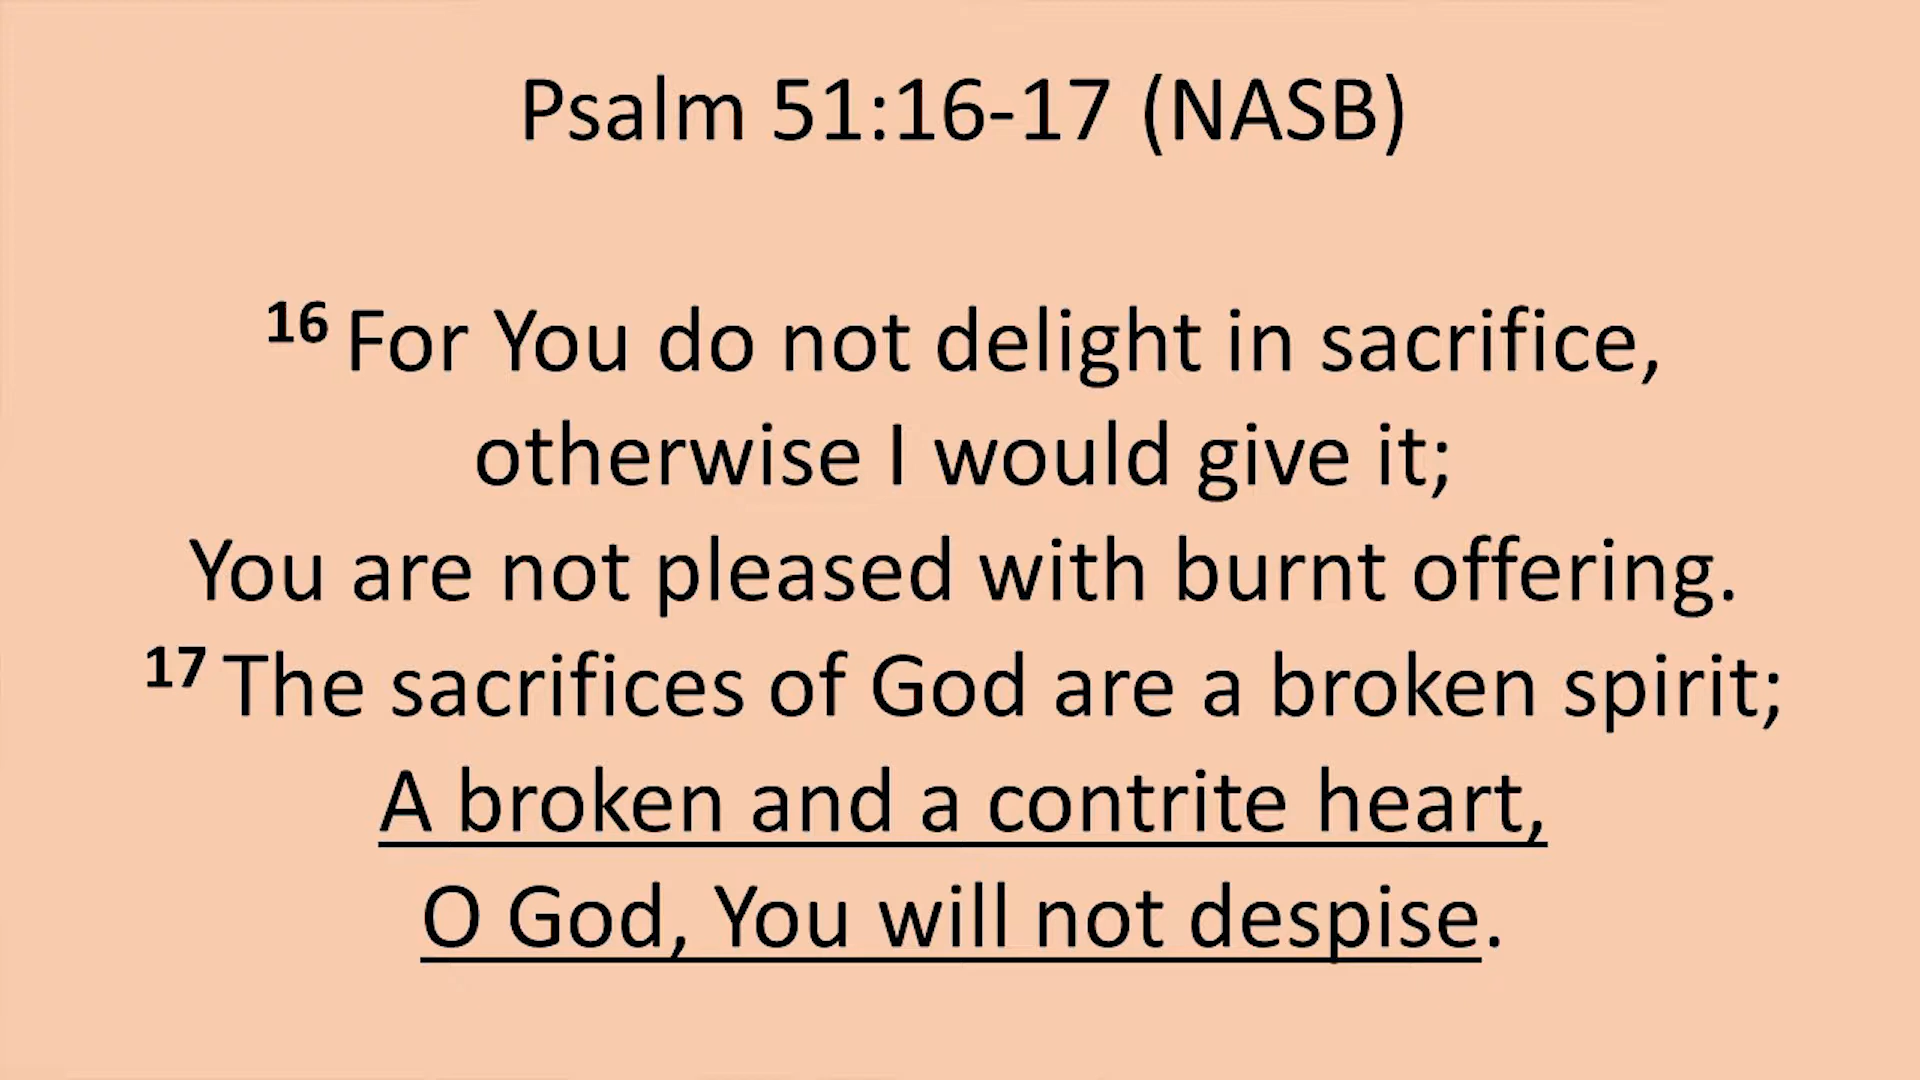 Psalm 51:16-17 (NASB)
16 For You do not delight in sacrifice,
otherwise I would give it;
You are not pleased with burnt offering.
17 The sacrifices of God are a broken spirit;
A broken and a contrite heart,
O God, You will not despise.